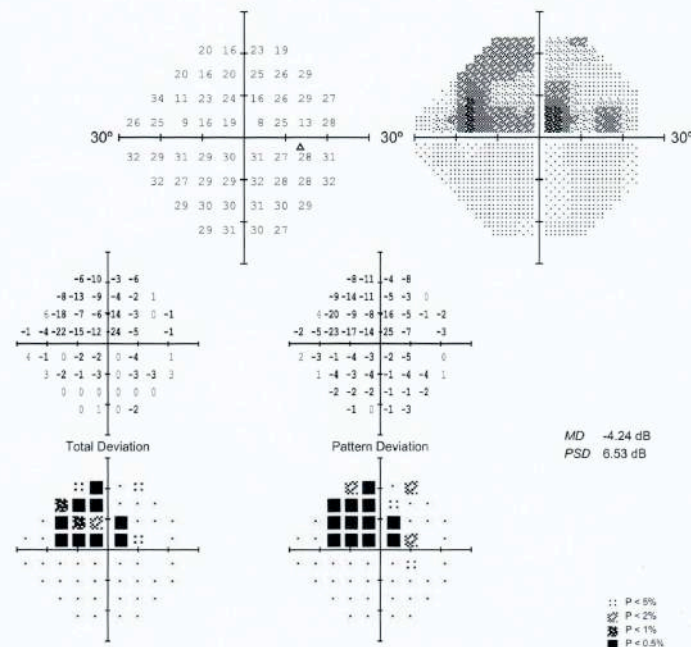 20 16 23 19
20 16 20 25 26 29
34 11 23 24 16 26 29 27
26 25 9 16 19 8 25 13 28
30° 30°
32 29 31 29 30 31 27 28 31
32 27 29 29 32 28 28 32
29 30 30 31 30 29
29 31 30 27
-6 -10 -3 -6
-8 -13 -9 -4 -2 1
6 -18 -7 -6 -14 -3 0 -1
-1 -4 -22 -15 -12 -24 -5 -1
4 -1 0 -2 -2 0 -4 1
3 -2 -1 -3 0 -3 -3 3
0 0 0 0 0 0
0 1 0 -2
Total Deviation
-8 -11 -4 -8
-9 -14 -11 -5 -3 0
-4 -20 -9 -8 -16 -5 -1 -2
-2 -5 -23 -17 -14 -25 -7 -3
2 -3 -1 -4 -3 -2 -5 0
1 -4 -3 -4 -1 -4 -4 1
-2 -2 -2 -1 -1 -2
-1 0 -1 -3
Pattern Deviation
MD -4.24 dB
PSD 6.53 dB
P < 5%
P < 2%
P < 1%
P < 0.5%